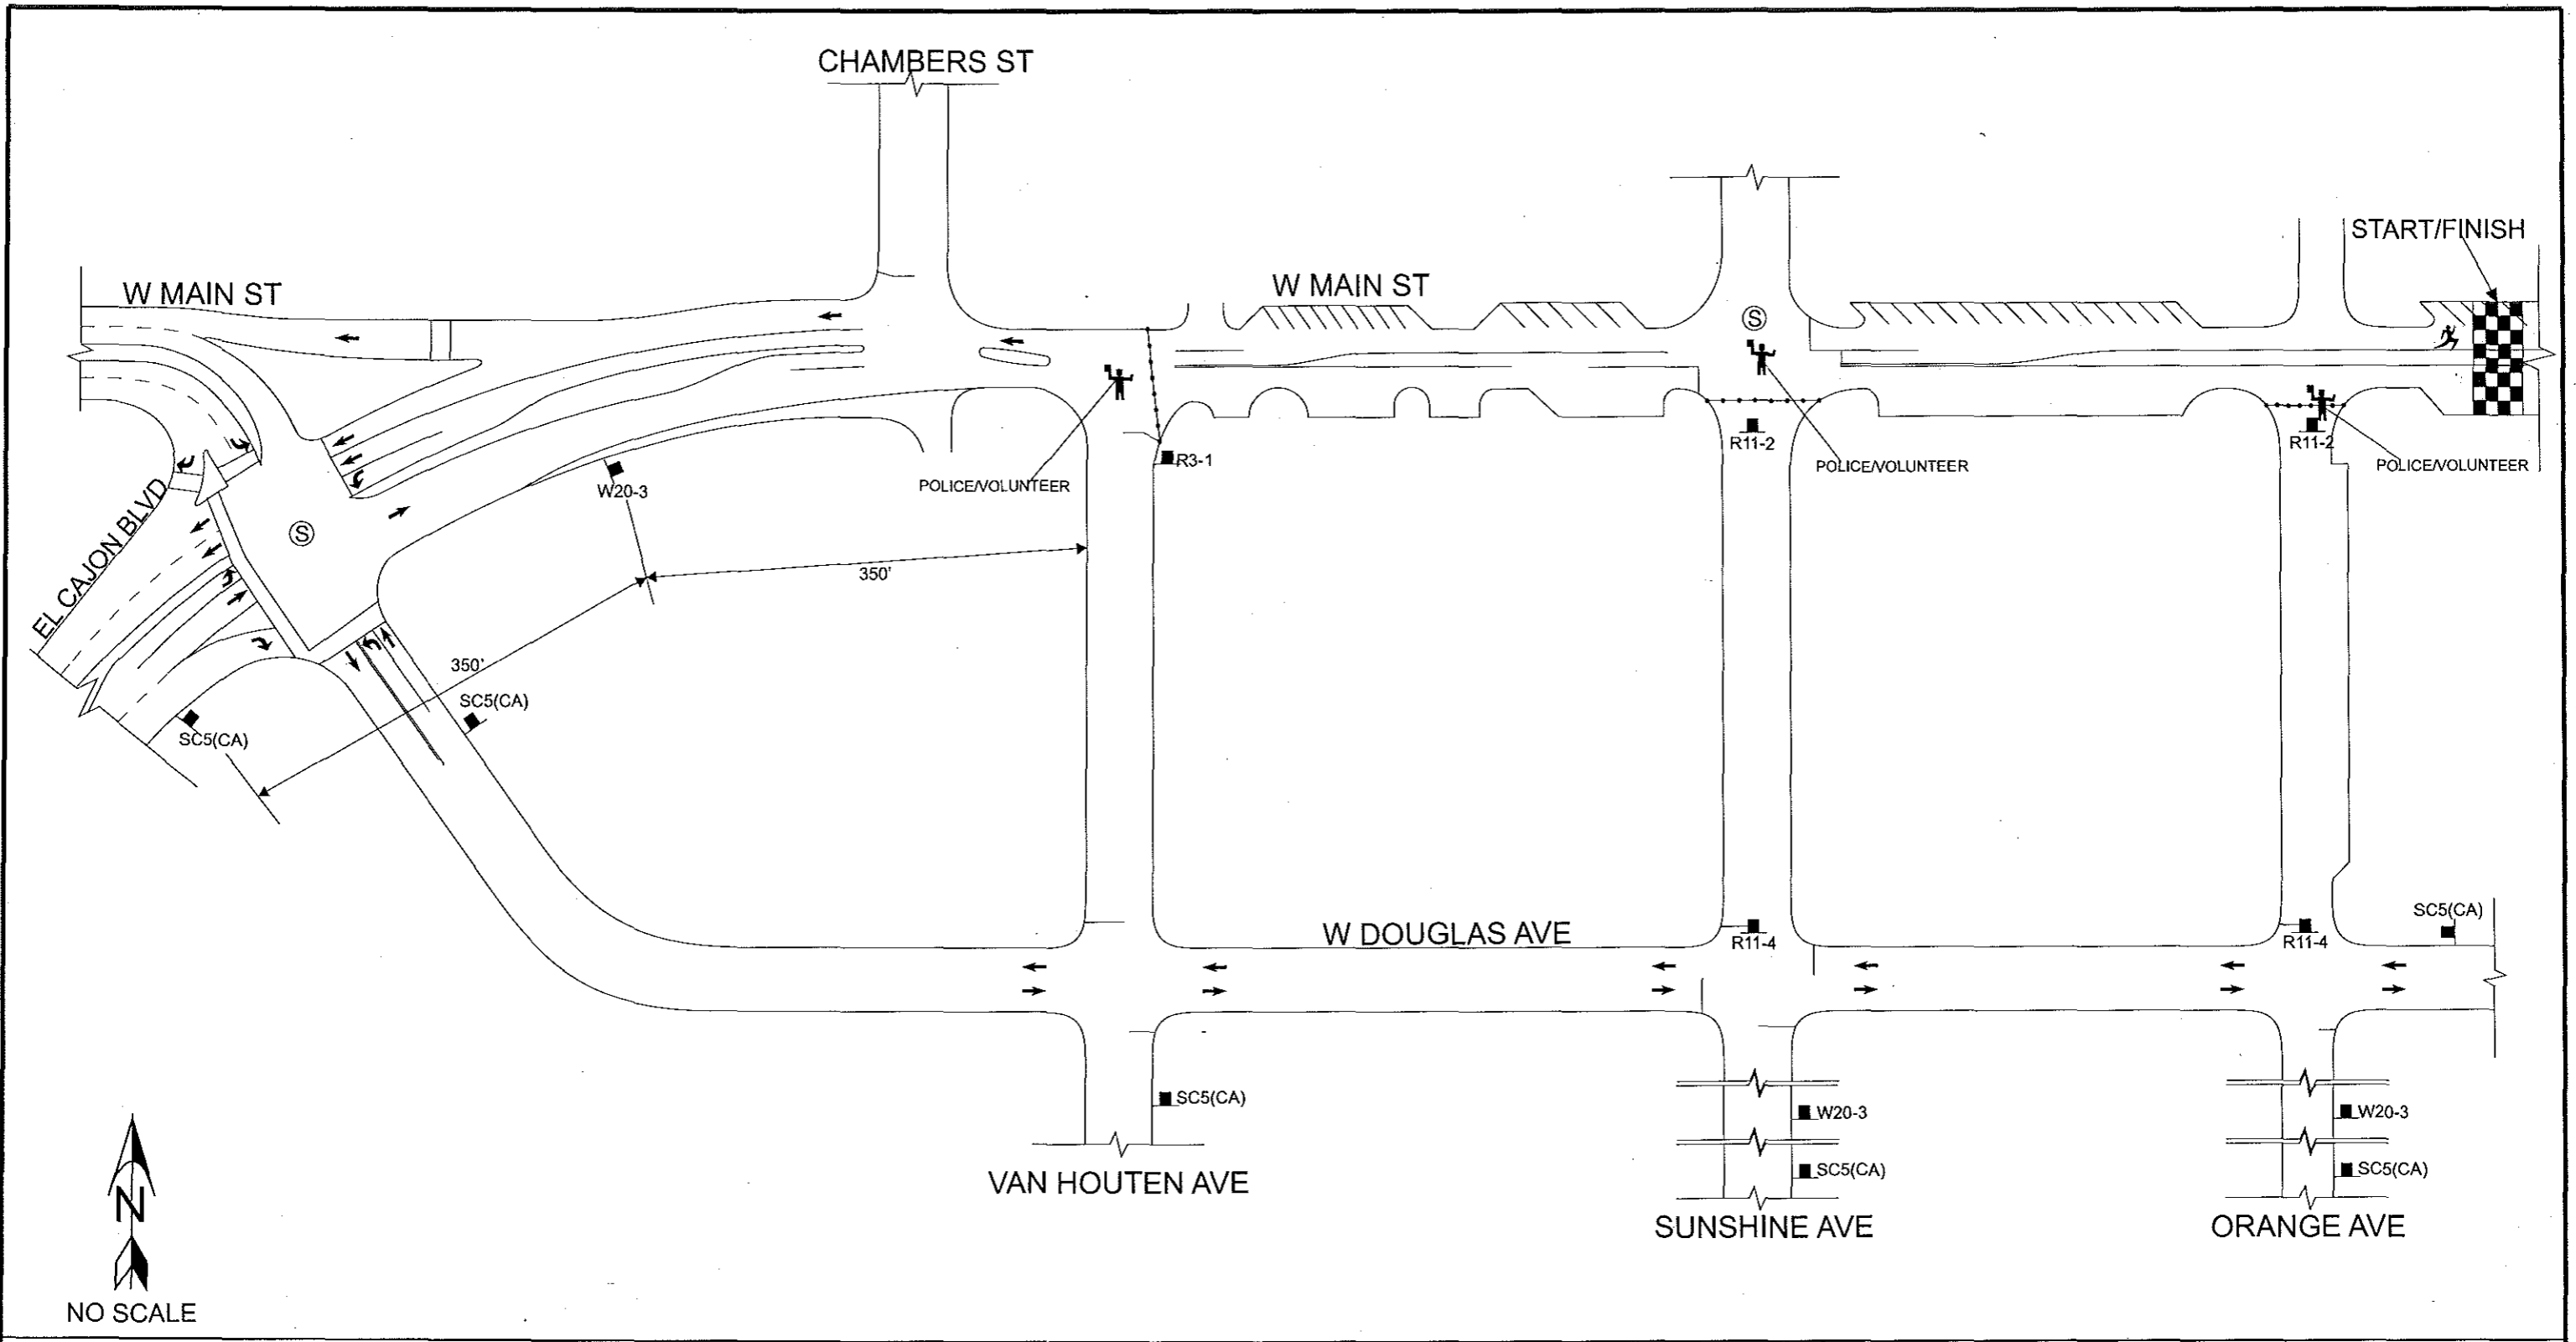 CHAMBERS ST
START/FINISH
W MAIN ST
W MAIN ST
S
R11-2
R11-2
POLICE/VOLUNTEER
POLICE/VOLUNTEER
R3-1
POLICE/VOLUNTEER
W20-3
EL CAJON BLVD
S
350'
350'
SC5(CA)
SC5(CA)
W DOUGLAS AVE
R11-4
R11-4
SC5(CA)
SC5(CA)
W20-3
W20-3
SC5(CA)
SC5(CA)
VAN HOUTEN AVE
SUNSHINE AVE
ORANGE AVE
N
NO SCALE